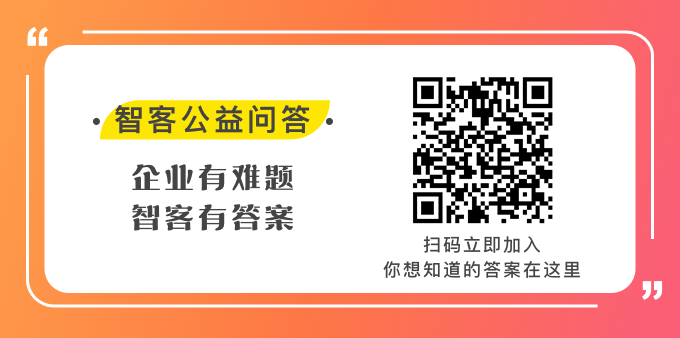 智客公益问答
企业有难题
智客有答案
扫码立即加入
你想知道的答案在这里